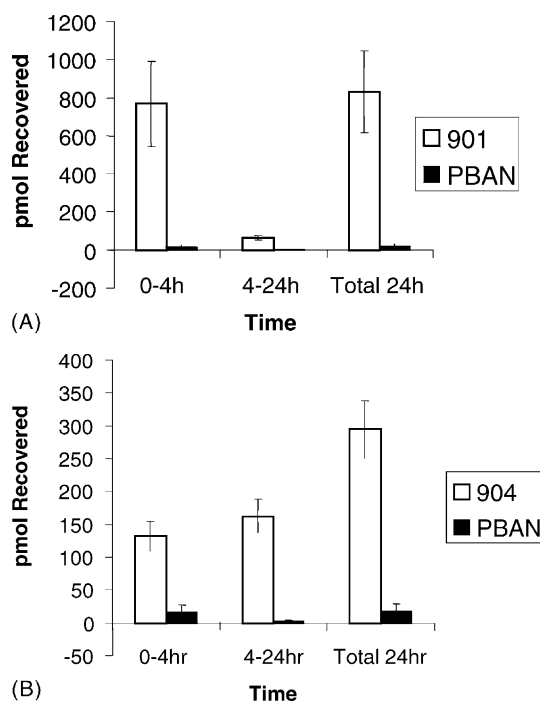 1200
1000
800
600
400
200
0
-200
pmol Recovered
0-4h 4-24h Total 24h
Time
901
PBAN
(A)
400
350
300
250
200
150
100
50
0
-50
pmol Recovered
0-4hr 4-24hr Total 24hr
Time
904
PBAN
(B)